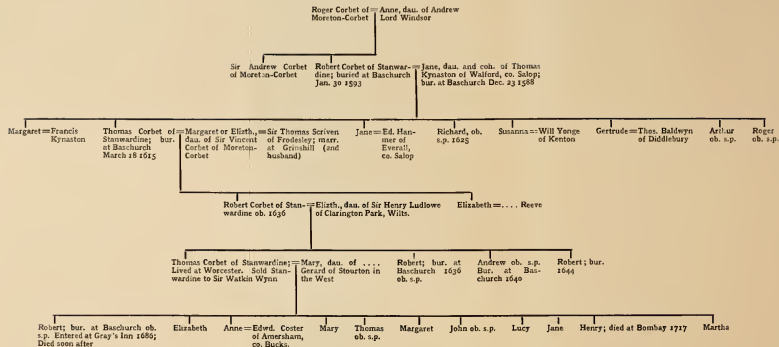 Roger Corbet of = Anne, dau. of Andrew
Moreton-Corbet Lord Windsor
Sir Andrew Corbet
of Moreton-Corbet
Robert Corbet of Stanwar-
dine; buried at Baschurch
Jan. 30 1593
= Jane, dau. and coh. of Thomas
Kynaston of Walford, co. Salop;
bur. at Baschurch Dec. 23 1588
Margaret = Francis
Kynaston
Thomas Corbet of
Stanwardine; bur.
at Baschurch
March 18 1615
= Margaret or Elizth.,
dau. of Sir Vincent
Corbet of Moreton-
Corbet
= Sir Thomas Scriven
of Frodesley; marr.
at Grinshill (and
husband)
Jane = Ed. Han-
mer of
Everall,
co. Salop
Richard, ob.
s.p. 1625
Susanna = Will Yonge
of Kenton
Gertrude = Thos. Baldwyn
of Diddlebury
Arthur
ob. s.p.
Roger
ob. s.p.
Robert Corbet of Stan-
wardine ob. 1636
= Elizth., dau. of Sir Henry Ludlowe
of Clarington Park, Wilts.
Elizabeth = .... Reeve
Thomas Corbet of Stanwardine;
Lived at Worcester. Sold Stan-
wardine to Sir Watkin Wynn
= Mary, dau. of ....
Gerard of Stourton in
the West
Robert; bur. at
Baschurch 1636
ob. s.p.
Andrew ob. s.p.
Bur. at Bas-
church 1640
Robert; bur.
1644
Robert; bur. at Baschurch ob.
s.p. Entered at Gray's Inn 1686;
Died soon after
Elizabeth
Anne = Edwd. Coster
of Amersham,
co. Bucks.
Mary
Thomas
ob. s.p.
Margaret
John ob. s.p.
Lucy
Jane
Henry; died at Bombay 1717
Martha